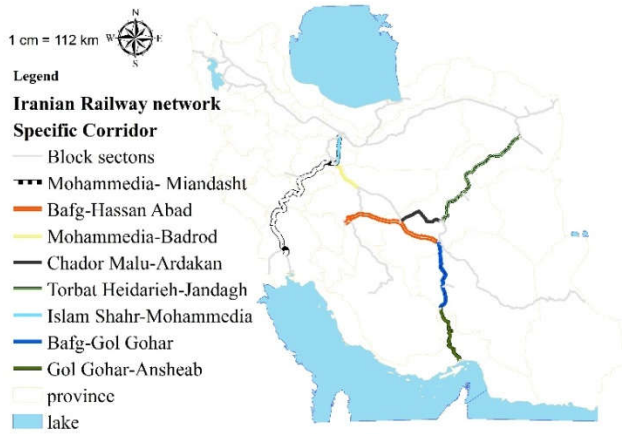 N
1 cm = 112 km
W
E
S
Legend
Iranian Railway network
Specific Corridor
Block sectons
Mohammedia- Miandasht
Bafg-Hassan Abad
Mohammedia-Badrod
Chador Malu-Ardakan
Torbat Heidarieh-Jandagh
Islam Shahr-Mohammedia
Bafg-Gol Gohar
Gol Gohar-Ansheab
province
lake